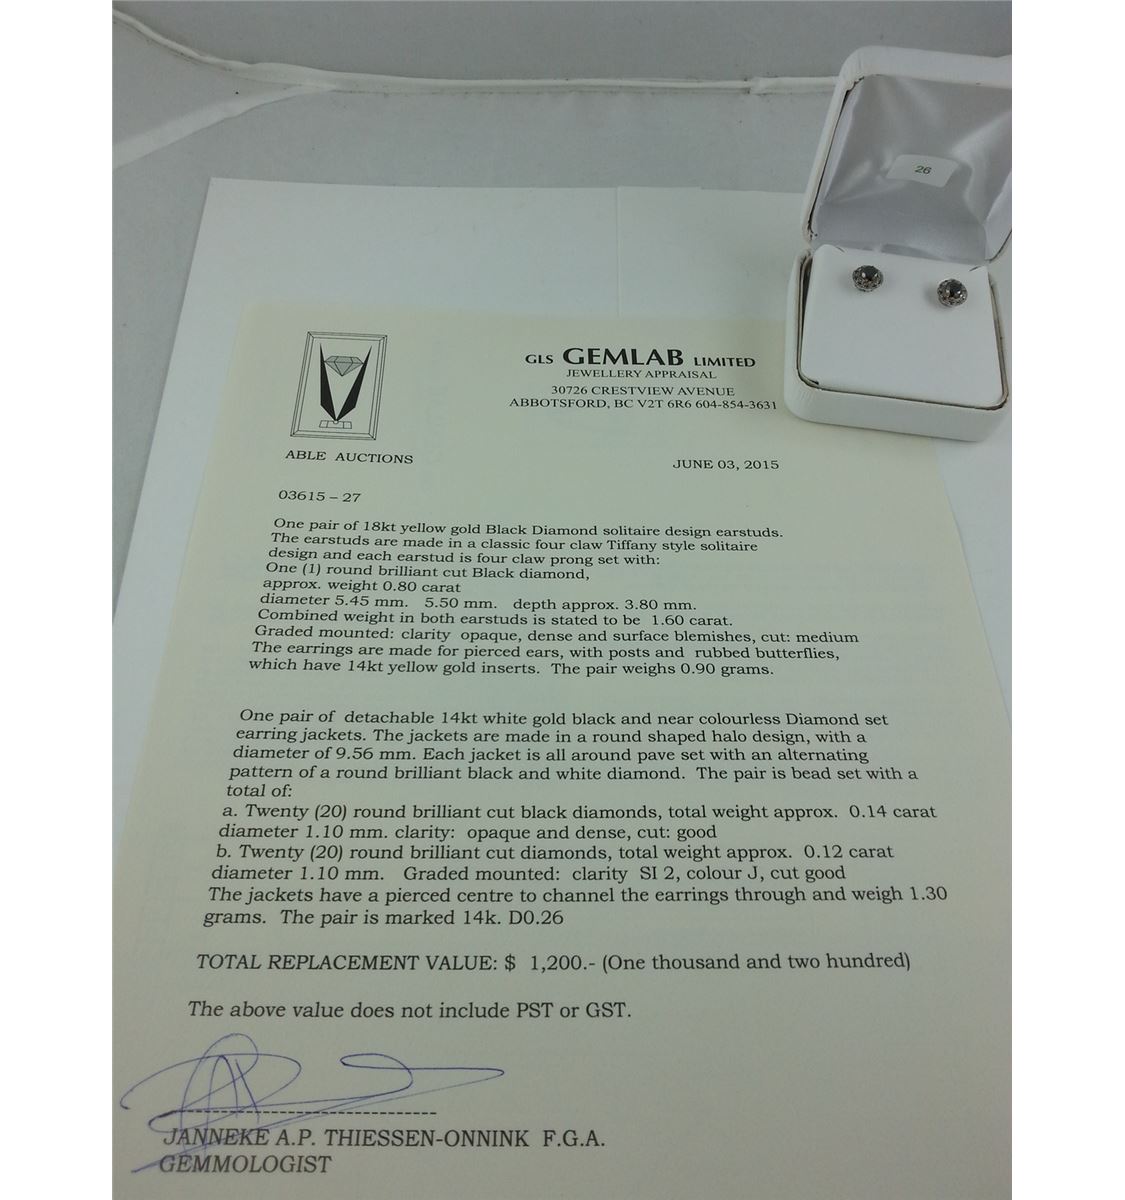 26
GLS GEMLAB LIMITED
JEWELLERY APPRAISAL
30726 CRESTVIEW AVENUE
ABBOTSFORD, BC V2T 6R6 604-854-3631
ABLE AUCTIONS
JUNE 03, 2015
03615 – 27
One pair of 18kt yellow gold Black Diamond solitaire design earstuds.
The earstuds are made in a classic four claw Tiffany style solitaire
design and each earstud is four claw prong set with:
One (1) round brilliant cut Black diamond,
approx. weight 0.80 carat
diameter 5.45 mm. 5.50 mm. depth approx. 3.80 mm.
Combined weight in both earstuds is stated to be 1.60 carat.
Graded mounted: clarity opaque, dense and surface blemishes, cut: medium
The earrings are made for pierced ears, with posts and rubbed butterflies,
which have 14kt yellow gold inserts. The pair weighs 0.90 grams.
One pair of detachable 14kt white gold black and near colourless Diamond set
earring jackets. The jackets are made in a round shaped halo design, with a
diameter of 9.56 mm. Each jacket is all around pave set with an alternating
pattern of a round brilliant black and white diamond. The pair is bead set with a
total of:
a. Twenty (20) round brilliant cut black diamonds, total weight approx. 0.14 carat
diameter 1.10 mm. clarity: opaque and dense, cut: good
b. Twenty (20) round brilliant cut diamonds, total weight approx. 0.12 carat
diameter 1.10 mm. Graded mounted: clarity SI 2, colour J, cut good
The jackets have a pierced centre to channel the earrings through and weigh 1.30
grams. The pair is marked 14k. D0.26
TOTAL REPLACEMENT VALUE: $ 1,200.- (One thousand and two hundred)
The above value does not include PST or GST.
JANNEKE A.P. THIESSEN-ONNINK F.G.A.
GEMMOLOGIST